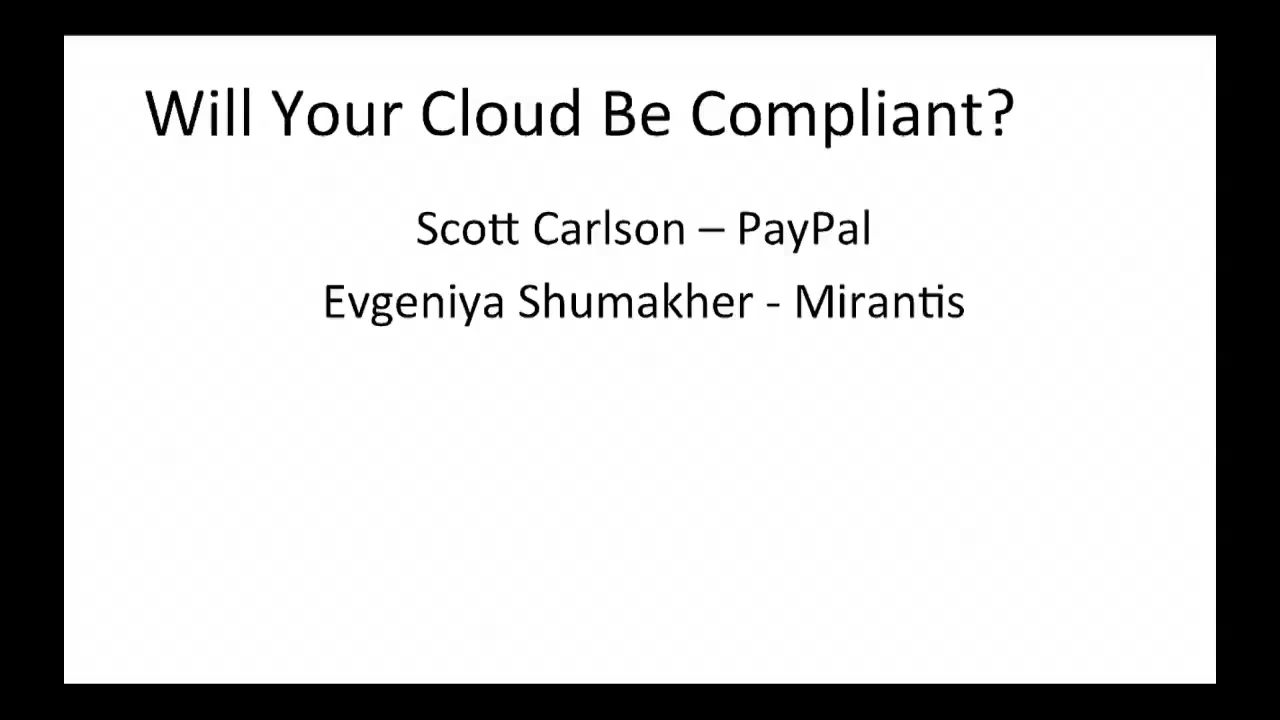 Will Your Cloud Be Compliant?
Scott Carlson – PayPal
Evgeniya Shumakher - Mirantis